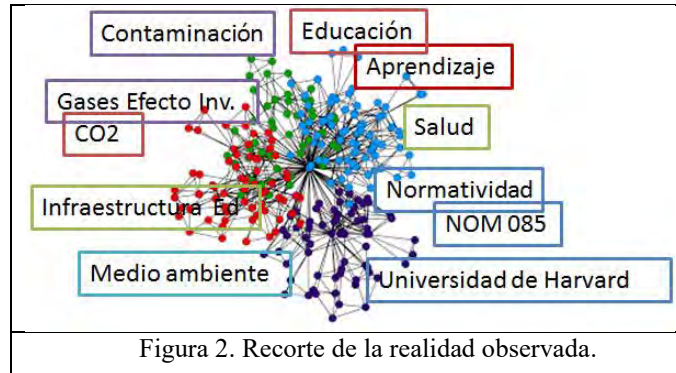 Contaminación
Educación
Aprendizaje
Gases Efecto Inv.
CO2
Salud
Normatividad
Infraestructura Ed
NOM 085
Medio ambiente
Universidad de Harvard
Figura 2. Recorte de la realidad observada.